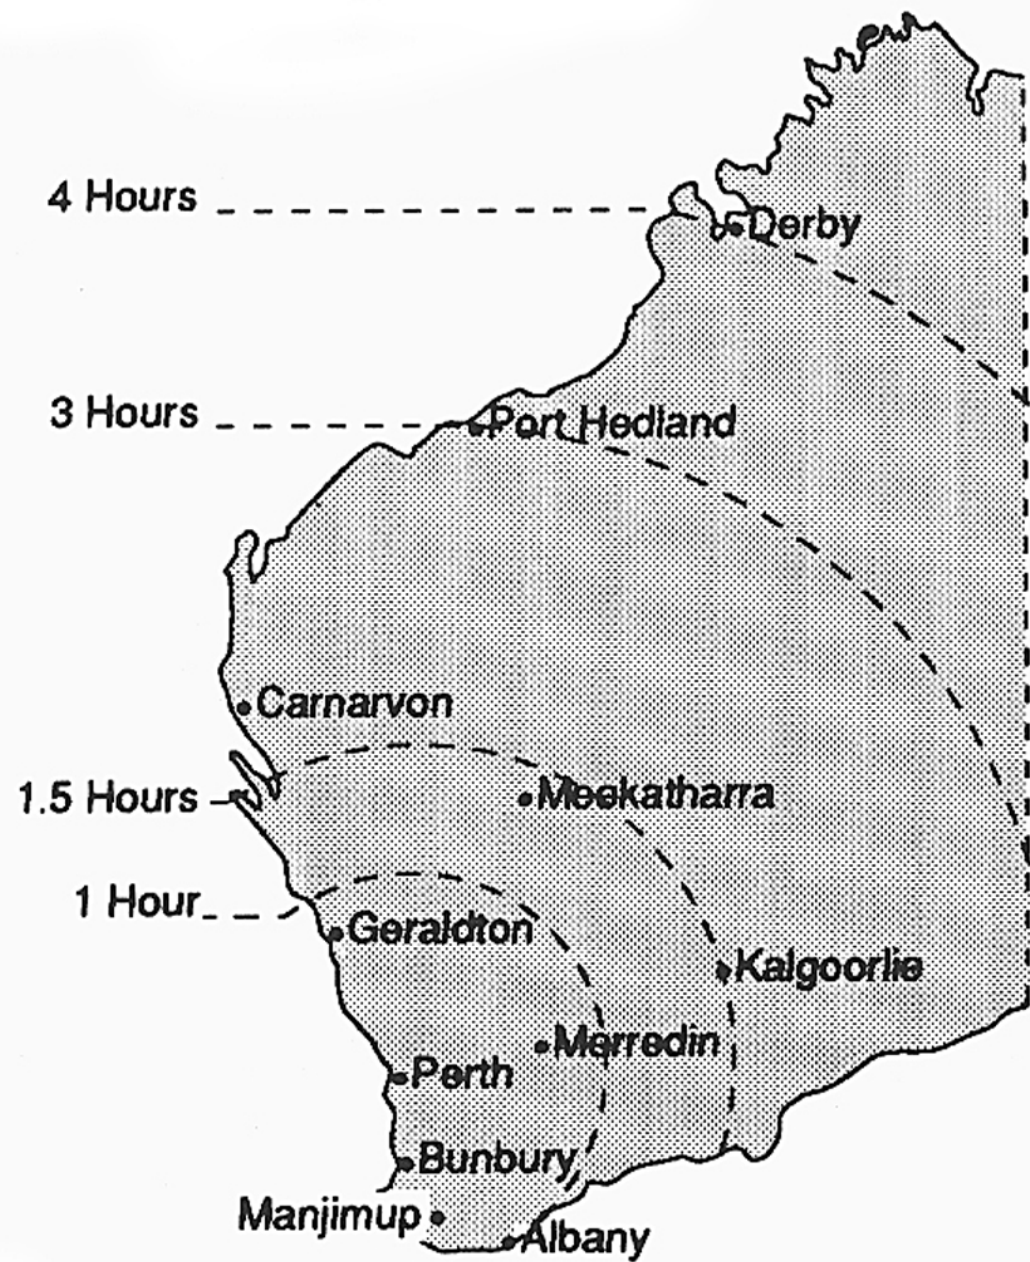 4 Hours
Derby
3 Hours
Port Hedland
Carnarvon
1.5 Hours
Meekatharra
1 Hour
Geraldton
Kalgoorlie
Merredin
Perth
Bunbury
Manjimup
Albany